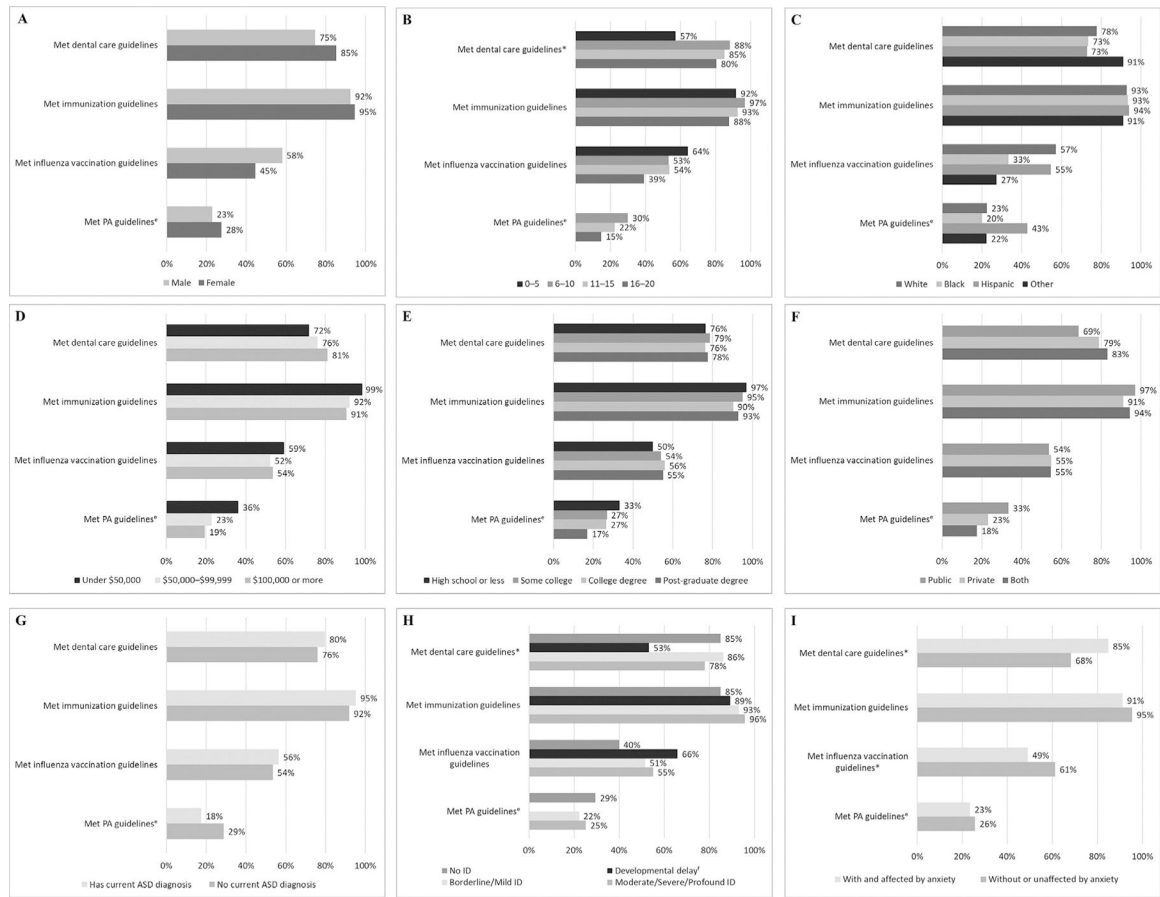 A
Met dental care guidelines
75%
85%
Met immunization guidelines
92%
95%
Met influenza vaccination guidelines
58%
45%
Met PA guidelinesᵉ
23%
28%
0% 20% 40% 60% 80% 100%
Male Female
B
Met dental care guidelines*
57%
88%
85%
80%
Met immunization guidelines
92%
97%
93%
88%
Met influenza vaccination guidelines
64%
53%
54%
39%
Met PA guidelinesᵉ
30%
22%
15%
0% 20% 40% 60% 80% 100%
0–5 6–10 11–15 16–20
C
Met dental care guidelines
78%
73%
73%
91%
Met immunization guidelines
93%
93%
94%
91%
Met influenza vaccination guidelines
57%
33%
55%
27%
Met PA guidelinesᵉ
23%
20%
43%
22%
0% 20% 40% 60% 80% 100%
White Black Hispanic Other
D
Met dental care guidelines
72%
76%
81%
Met immunization guidelines
99%
92%
91%
Met influenza vaccination guidelines
59%
52%
54%
Met PA guidelinesᵉ
36%
23%
19%
0% 20% 40% 60% 80% 100%
Under $50,000 $50,000–$99,999 $100,000 or more
E
Met dental care guidelines
76%
79%
76%
78%
Met immunization guidelines
97%
95%
90%
93%
Met influenza vaccination guidelines
50%
54%
56%
55%
Met PA guidelinesᵉ
33%
27%
27%
17%
0% 20% 40% 60% 80% 100%
High school or less Some college College degree Post-graduate degree
F
Met dental care guidelines
69%
79%
83%
Met immunization guidelines
97%
91%
94%
Met influenza vaccination guidelines
54%
55%
55%
Met PA guidelinesᵉ
33%
23%
18%
0% 20% 40% 60% 80% 100%
Public Private Both
G
Met dental care guidelines
80%
76%
Met immunization guidelines
95%
92%
Met influenza vaccination guidelines
56%
54%
Met PA guidelinesᵉ
18%
29%
0% 20% 40% 60% 80% 100%
Has current ASD diagnosis No current ASD diagnosis
H
Met dental care guidelines*
85%
53%
86%
78%
Met immunization guidelines
85%
89%
93%
96%
Met influenza vaccination
guidelines
40%
66%
51%
55%
Met PA guidelinesᵉ
29%
22%
25%
0% 20% 40% 60% 80% 100%
No ID Developmental delayᶠ
Borderline/Mild ID Moderate/Severe/Profound ID
I
Met dental care guidelines*
85%
68%
Met immunization guidelines
91%
95%
Met influenza vaccination
guidelines*
49%
61%
Met PA guidelinesᵉ
23%
26%
0% 20% 40% 60% 80% 100%
With and affected by anxiety Without or unaffected by anxiety